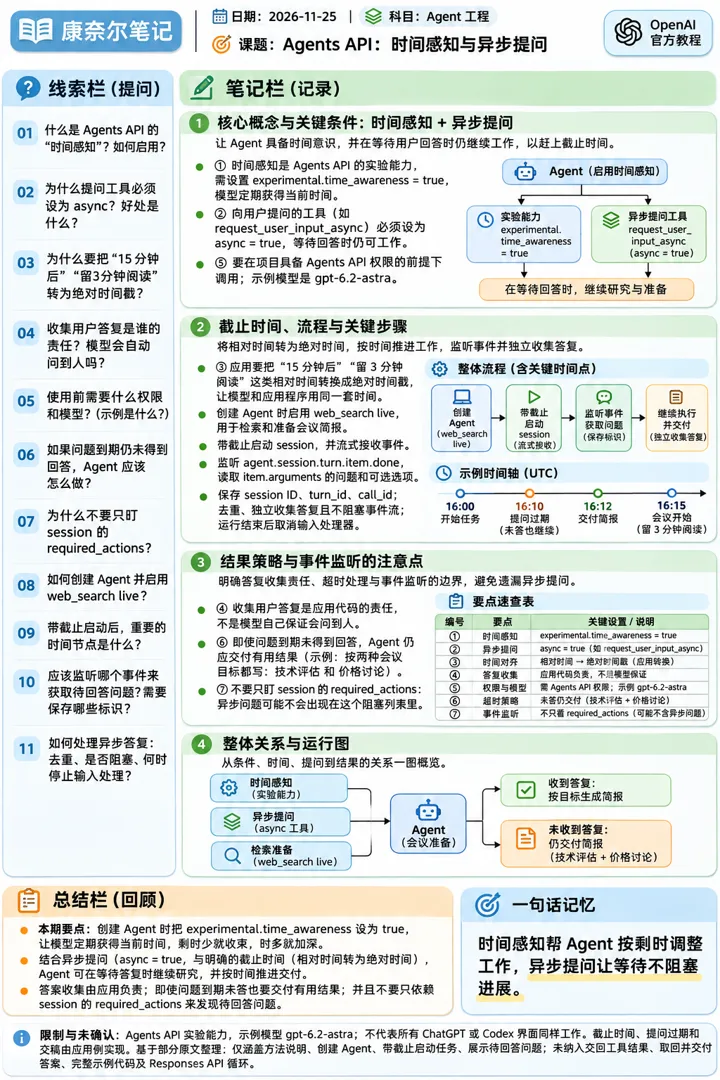 康奈尔笔记
日期：2026-11-25
科目：Agent 工程
课题：Agents API：时间感知与异步提问
OpenAI
官方教程
线索栏（提问）
01
什么是 Agents API 的
“时间感知”？如何启用？
02
为什么提问工具必须
设为 async？好处是
什么？
03
为什么要把“15 分钟
后”“留3分钟阅读”
转为绝对时间戳？
04
收集用户答复是谁的
责任？模型会自动
问到人吗？
05
使用前需要什么权限
和模型？(示例是什么?)
06
如果问题到期仍未得到
回答，Agent 应该
怎么做？
07
为什么不要只盯
session 的
required_actions？
08
如何创建 Agent 并启用
web_search live？
09
带截止启动后，重要的
时间节点是什么？
10
应该监听哪个事件来
获取待回答问题？需要
保存哪些标识？
11
如何处理异步答复：
去重、是否阻塞、何时
停止输入处理？
笔记栏（记录）
1 核心概念与关键条件：时间感知 + 异步提问
让 Agent 具备时间意识，并在等待用户回答时仍继续工作，以赶上截止时间。
① 时间感知是 Agents API 的实验能力，
需设置 experimental.time_awareness = true，
模型定期获得当前时间。
② 向用户提问的工具（如
request_user_input_async）必须设为
async = true，等待回答时仍可工作。
⑤ 要在项目具备 Agents API 权限的前提下
调用；示例模型是 gpt-6.2-astra。
Agent（启用时间感知）
实验能力
experimental.
time_awareness
= true
异步提问工具
request_user_
input_async
(async = true)
在等待回答时，继续研究与准备
2 截止时间、流程与关键步骤
将相对时间转为绝对时间，按时间推进工作，监听事件并独立收集答复。
③ 应用要把“15 分钟后”“留 3 分钟
阅读”这类相对时间转换成绝对时间戳，
让模型和应用程序用同一套时间。
创建 Agent 时启用 web_search live，
用于检索和准备会议简报。
带截止启动 session，并流式接收事件。
监听 agent.session.turn.item.done，
读取 item.arguments 的问题和可选选项。
保存 session ID、turn_id、call_id；
去重、独立收集答复且不阻塞事件流；
运行结束后取消输入处理器。
整体流程（含关键时间点）
创建
Agent
(web_search
live)
带截止
启动
session
(流式接收)
监听事件
获取问题
(保存标识)
继续执行
并交付
(独立收集答复)
示例时间轴（UTC）
16:00
开始任务
16:10
提问过期
(未答也继续)
16:12
交付简报
16:15
会议开始
(留 3 分钟阅读)
3 结果策略与事件监听的注意点
明确答复收集责任、超时处理与事件监听的边界，避免遗漏异步提问。
④ 收集用户答复是应用代码的责任，
不是模型自己保证会问到人。
⑥ 即使问题到期未得到回答，Agent 仍
应交付有用结果（示例：按两种会议
目标都写：技术评估 和 价格讨论）。
⑦ 不要只盯 session 的 required_actions：
异步问题可能不会出现在这个阻塞列表里。
要点速查表
编号 要点 关键设置 / 说明
① 时间感知 experimental.time_awareness = true
② 异步提问 async = true（如 request_user_input_async）
③ 时间对齐 相对时间 → 绝对时间戳（应用转换）
④ 答复收集 应用代码负责，不是模型保证
⑤ 权限与模型 需 Agents API 权限；示例 gpt-6.2-astra
⑥ 超时策略 未答仍交付（技术评估 + 价格讨论）
⑦ 事件监听 不只看 required_actions（可能不含异步问题）
4 整体关系与运行图
从条件、时间、提问到结果的关系一图概览。
时间感知
（实验能力）
异步提问
（async 工具）
检索准备
（web_search live）
Agent
（会议准备）
收到答复：
按目标生成简报
未收到答复：
仍交付简报
（技术评估 + 价格讨论）
总结栏（回顾）
本期要点：创建 Agent 时把 experimental.time_awareness 设为 true，
让模型定期获得当前时间，剩时少就收束，时多就加深。
结合异步提问（async = true，与明确的截止时间（相对时间转为绝对时间），
Agent 可在等待答复时继续研究，并按时间推进交付。
答案收集由应用负责；即使问题到期未答也要交付有用结果；并且不要只依赖
session 的 required_actions 来发现待回答问题。
一句话记忆
时间感知帮 Agent 按剩时调整
工作，异步提问让等待不阻塞
进展。
限制与未确认：Agents API 实验能力，示例模型 gpt-6.2-astra；不代表所有 ChatGPT 或 Codex 界面同样工作。截止时间、提问过期和
交稿由应用例实现。基于部分原文整理：仅涵盖方法说明、创建 Agent、带截止启动任务、展示待回答问题；未纳入交回工具结果、取回并交付
答案、完整示例代码及 Responses API 循环。